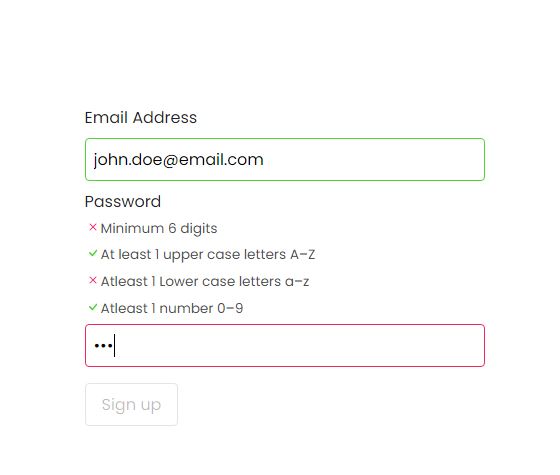 Email Address
john.doe@email.com
Password
Minimum 6 digits
At least 1 upper case letters A–Z
Atleast 1 Lower case letters a–z
Atleast 1 number 0–9
•••
Sign up